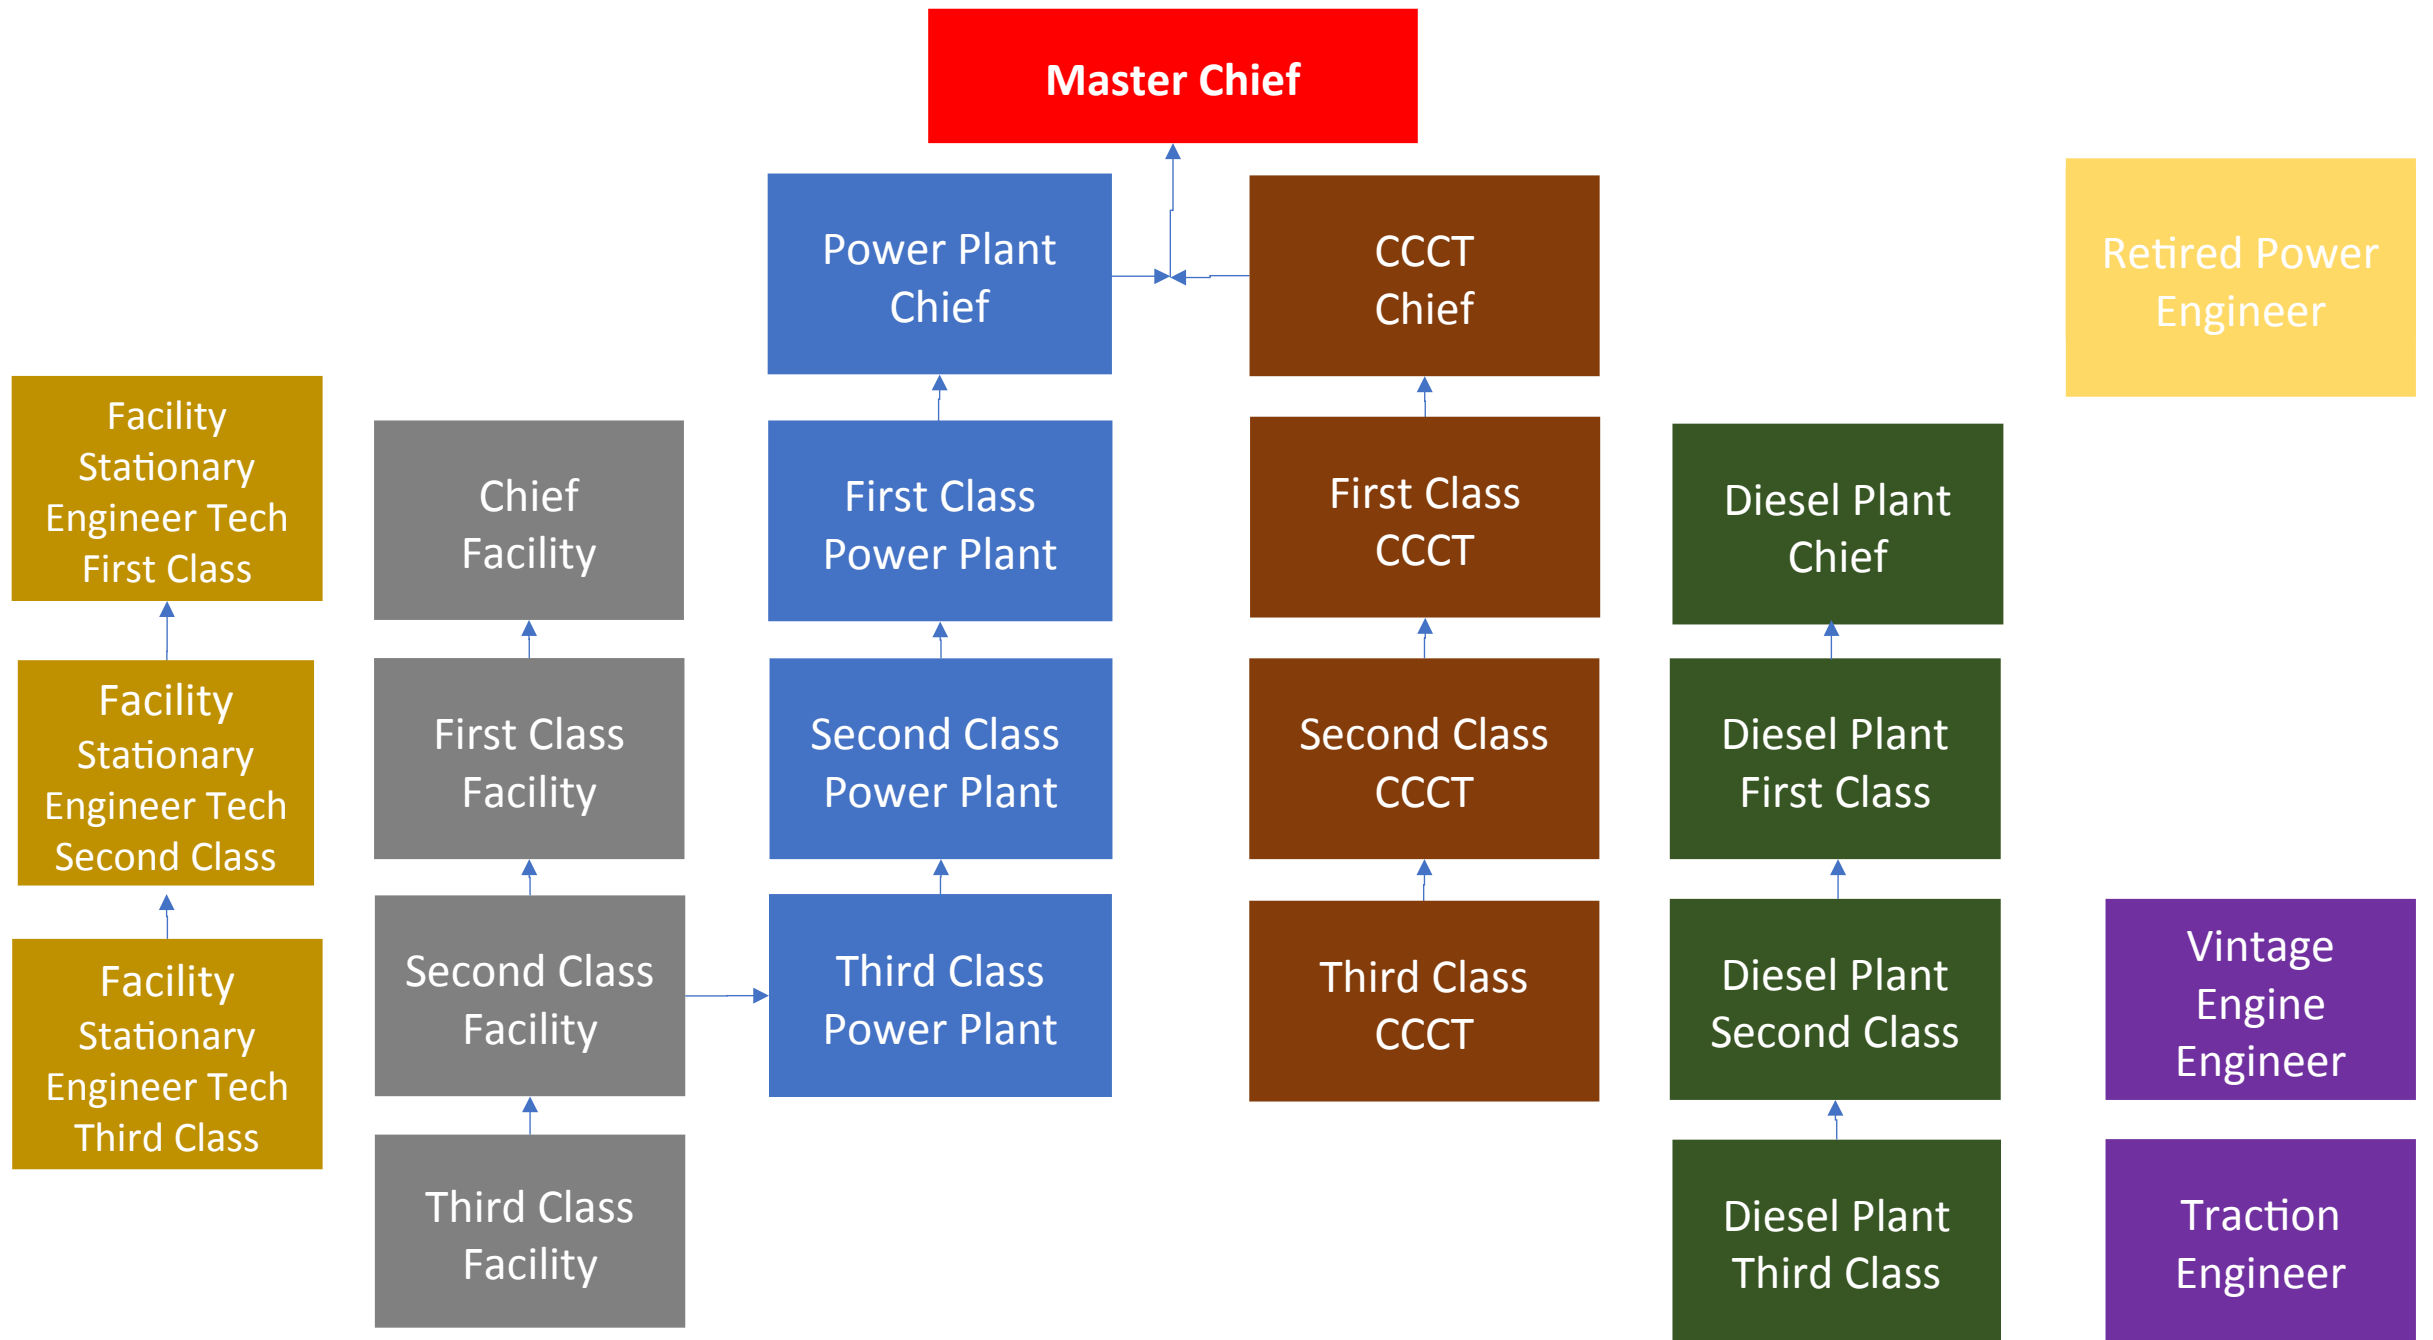 Master Chief
Power Plant
Chief
CCCT
Chief
Retired Power
Engineer
Facility
Stationary
Engineer Tech
First Class
Chief
Facility
First Class
Power Plant
First Class
CCCT
Diesel Plant
Chief
Facility
Stationary
Engineer Tech
Second Class
First Class
Facility
Second Class
Power Plant
Second Class
CCCT
Diesel Plant
First Class
Facility
Stationary
Engineer Tech
Third Class
Second Class
Facility
Third Class
Power Plant
Third Class
CCCT
Diesel Plant
Second Class
Vintage
Engine
Engineer
Third Class
Facility
Diesel Plant
Third Class
Traction
Engineer